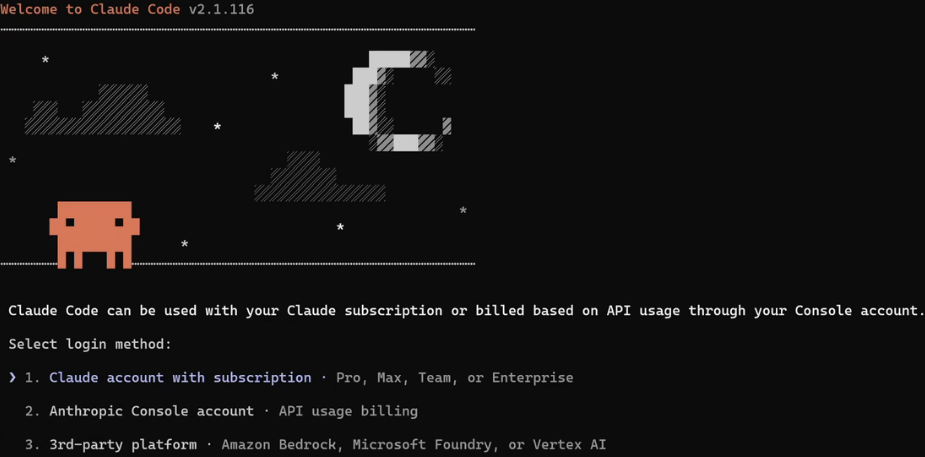 Welcome to Claude Code v2.1.116
Claude Code can be used with your Claude subscription or billed based on API usage through your Console account.
Select login method:
❯ 1. Claude account with subscription · Pro, Max, Team, or Enterprise
2. Anthropic Console account · API usage billing
3. 3rd-party platform · Amazon Bedrock, Microsoft Foundry, or Vertex AI